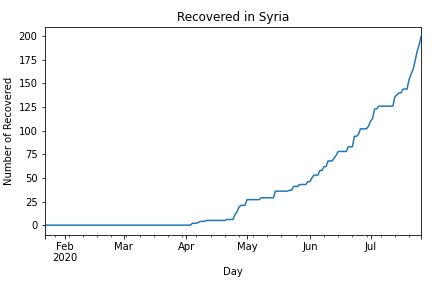 Recovered in Syria
Number of Recovered
200
175
150
125
100
75
50
25
0
Feb
2020
Mar
Apr
May
Jun
Jul
Day